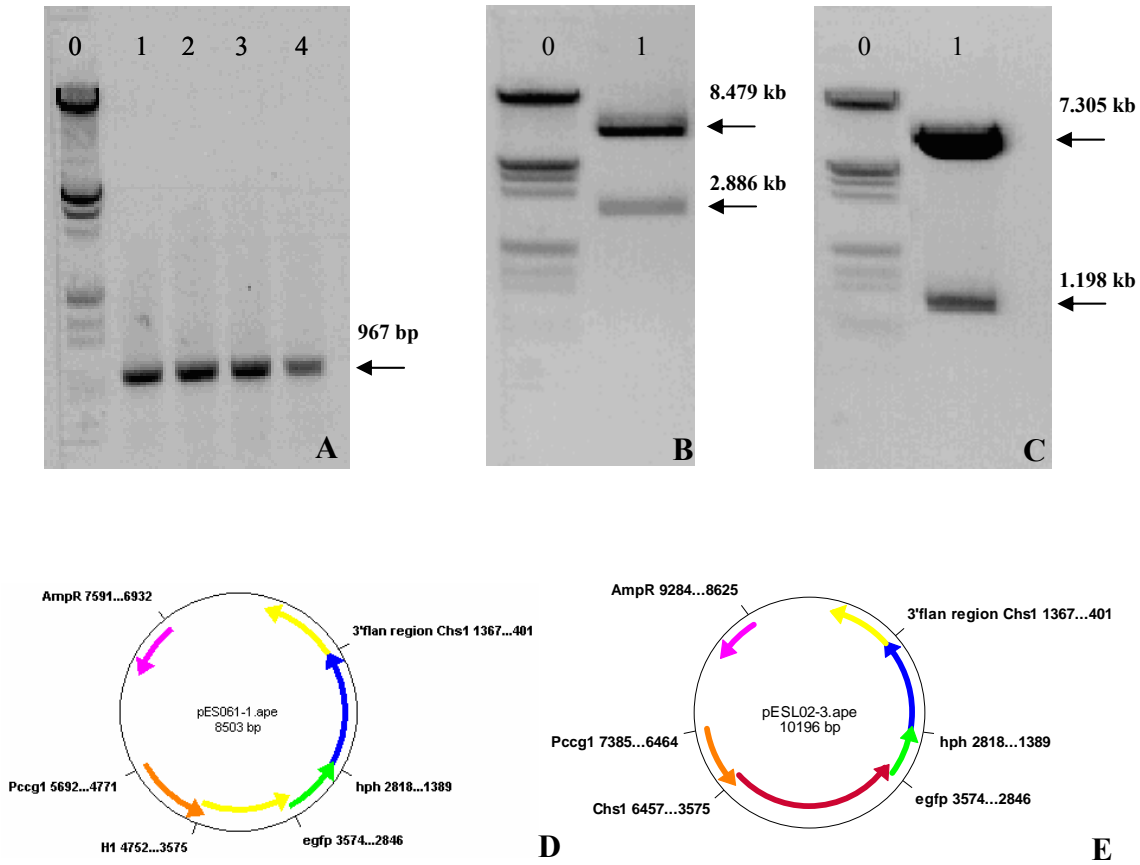 0 1 2 3 4
967 bp
A
0 1
8.479 kb
2.886 kb
B
0 1
7.305 kb
1.198 kb
C
AmpR 7591...6932
3'flan region Chs1 1367...401
pES061-1.ape
8503 bp
Pccg1 5692...4771
hph 2818...1389
H1 4752...3575
egfp 3574...2846
D
AmpR 9284...8625
3'flan region Chs1 1367...401
pESL02-3.ape
10196 bp
Pccg1 7385...6464
hph 2818...1389
Chs1 6457...3575
egfp 3574...2846
E